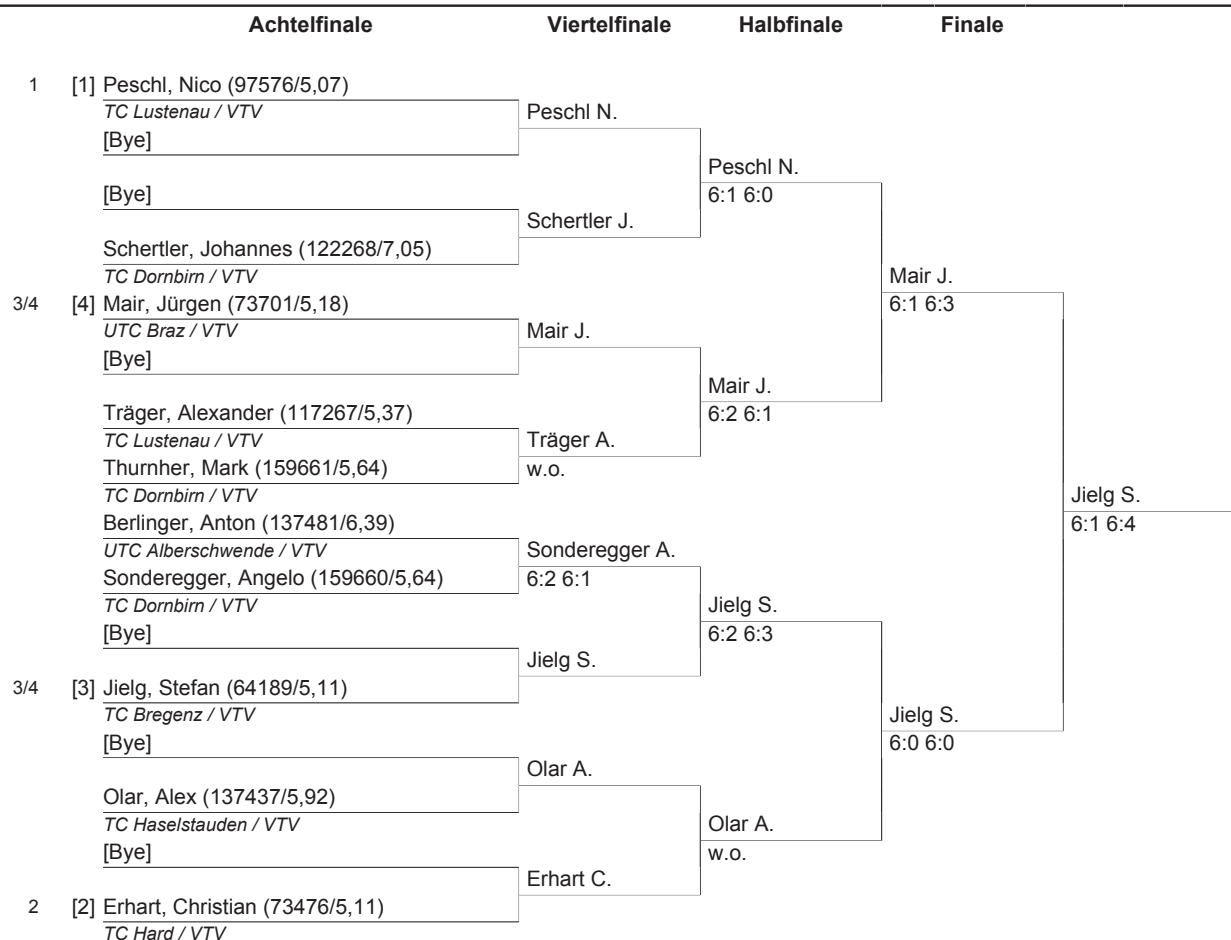 Achtelfinale Viertelfinale Halbfinale Finale
1 [1] Peschl, Nico (97576/5,07)
TC Lustenau / VTV Peschl N.
[Bye]
Peschl N.
[Bye] 6:1 6:0
Schertler J.
Schertler, Johannes (122268/7,05)
TC Dornbirn / VTV Mair J.
3/4 [4] Mair, Jürgen (73701/5,18) 6:1 6:3
UTC Braz / VTV Mair J.
[Bye]
Mair J.
Träger, Alexander (117267/5,37) 6:2 6:1
TC Lustenau / VTV Träger A.
Thurnher, Mark (159661/5,64) w.o.
TC Dornbirn / VTV Jielg S.
Berlinger, Anton (137481/6,39) 6:1 6:4
UTC Alberschwende / VTV Sonderegger A.
Sonderegger, Angelo (159660/5,64) 6:2 6:1
TC Dornbirn / VTV Jielg S.
[Bye] 6:2 6:3
Jielg S.
3/4 [3] Jielg, Stefan (64189/5,11)
TC Bregenz / VTV Jielg S.
[Bye] 6:0 6:0
Olar A.
Olar, Alex (137437/5,92)
TC Haselstauden / VTV Olar A.
[Bye] w.o.
Erhart C.
2 [2] Erhart, Christian (73476/5,11)
TC Hard / VTV